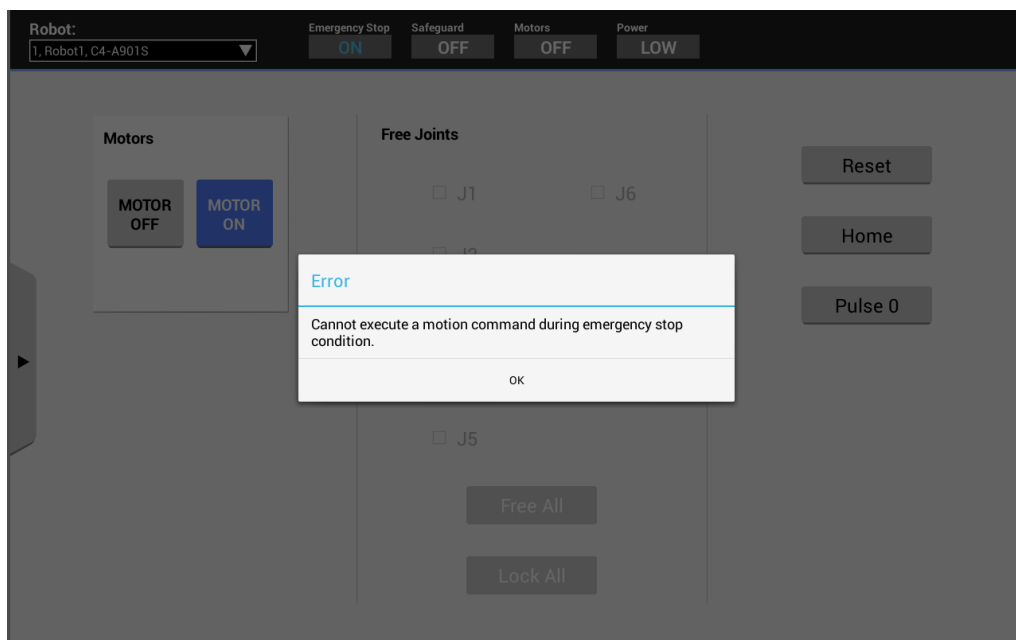 Robot:
1, Robot1, C4-A901S
Emergency Stop Safeguard Motors Power
ON OFF OFF LOW
Motors
MOTOR OFF
MOTOR ON
Free Joints
J1 J6
J2
Error
Cannot execute a motion command during emergency stop
condition.
OK
J5
Free All
Lock All
Reset
Home
Pulse 0